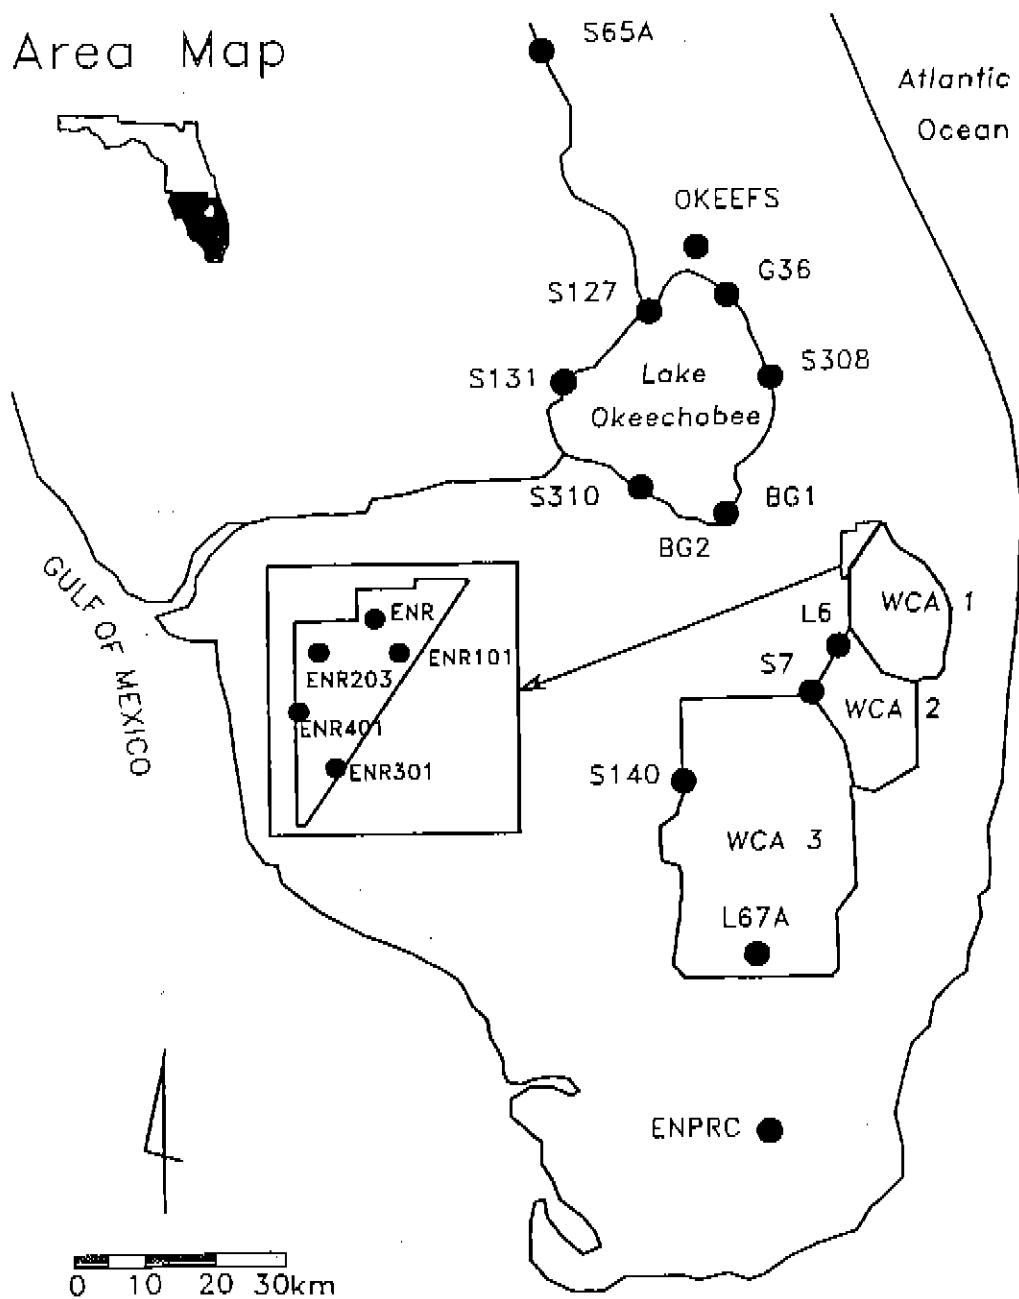 Area Map
S65A
Atlantic
Ocean
OKEEFS
G36
S127
S308
S131
Lake
Okeechobee
S310
BG1
BG2
GULF OF MEXICO
WCA 1
L6
ENR
S7
ENR101
ENR203
WCA 2
ENR401
ENR301
S140
WCA 3
L67A
ENPRC
0 10 20 30km